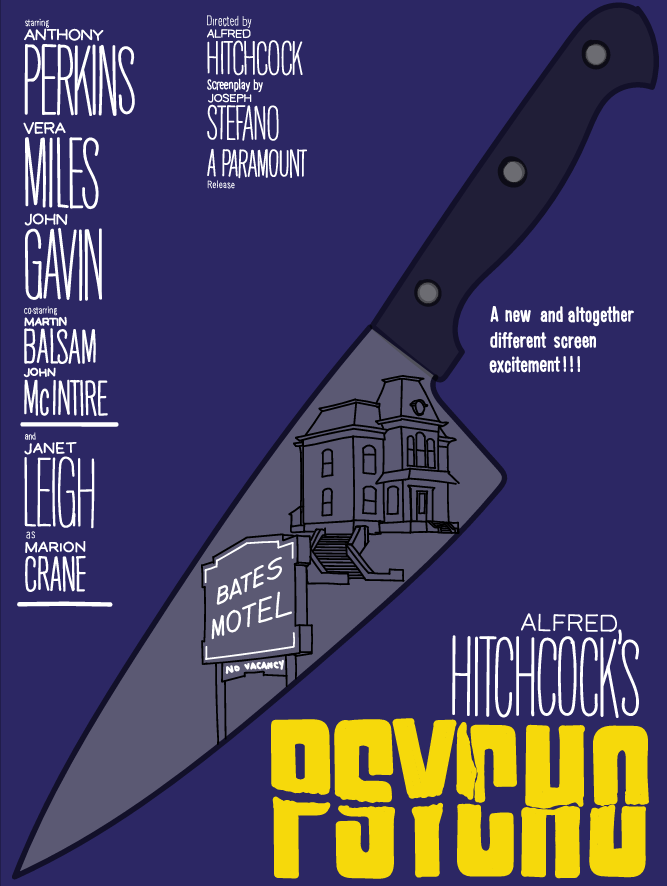 starring
ANTHONY
PERKINS
VERA
MILES
JOHN
GAVIN
co-starring
MARTIN
BALSAM
JOHN
McINTIRE
and
JANET
LEIGH
as
MARION
CRANE
Directed by
ALFRED
HITCHCOCK
Screenplay by
JOSEPH
STEFANO
A PARAMOUNT
Release
A new and altogether
different screen
excitement!!!
BATES
MOTEL
NO VACANCY
ALFRED
HITCHCOCK'S
PSYCHO